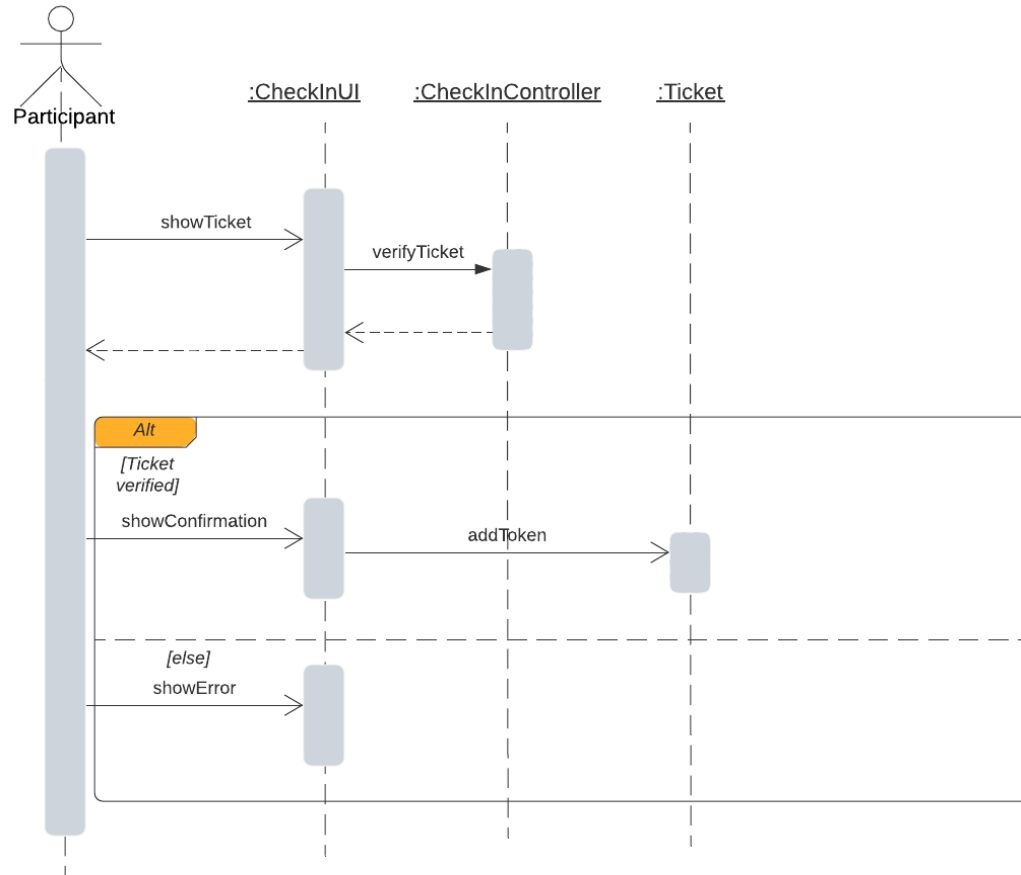 Participant
:CheckInUI
:CheckInController
:Ticket
showTicket
verifyTicket
Alt
[Ticket
verified]
showConfirmation
addToken
[else]
showError